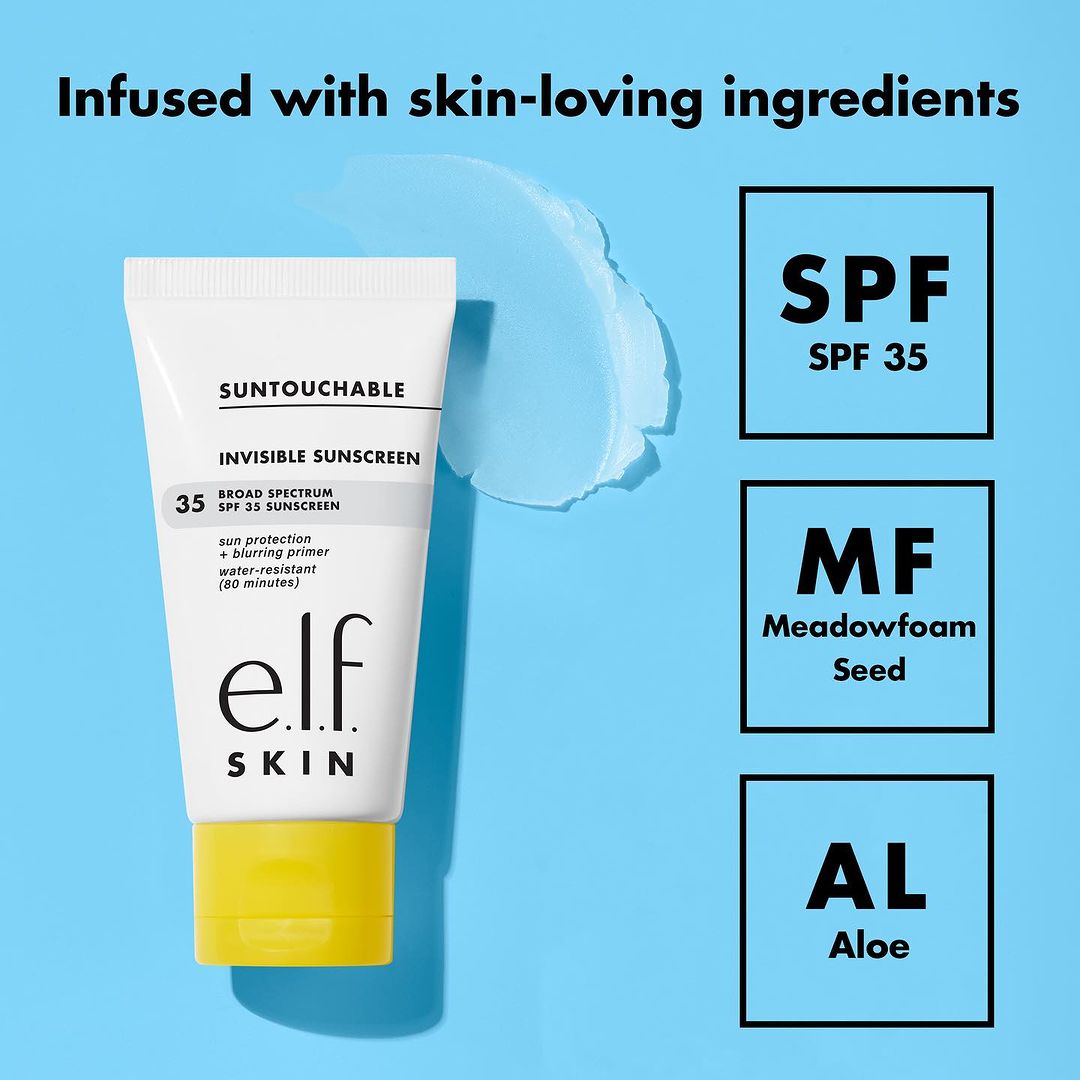 Infused with skin-loving ingredients
SUNTOUCHABLE
INVISIBLE SUNSCREEN
35
BROAD SPECTRUM
SPF 35 SUNSCREEN
sun protection
+ blurring primer
water-resistant
(80 minutes)
e.l.f.
SKIN
SPF
SPF 35
MF
Meadowfoam
Seed
AL
Aloe